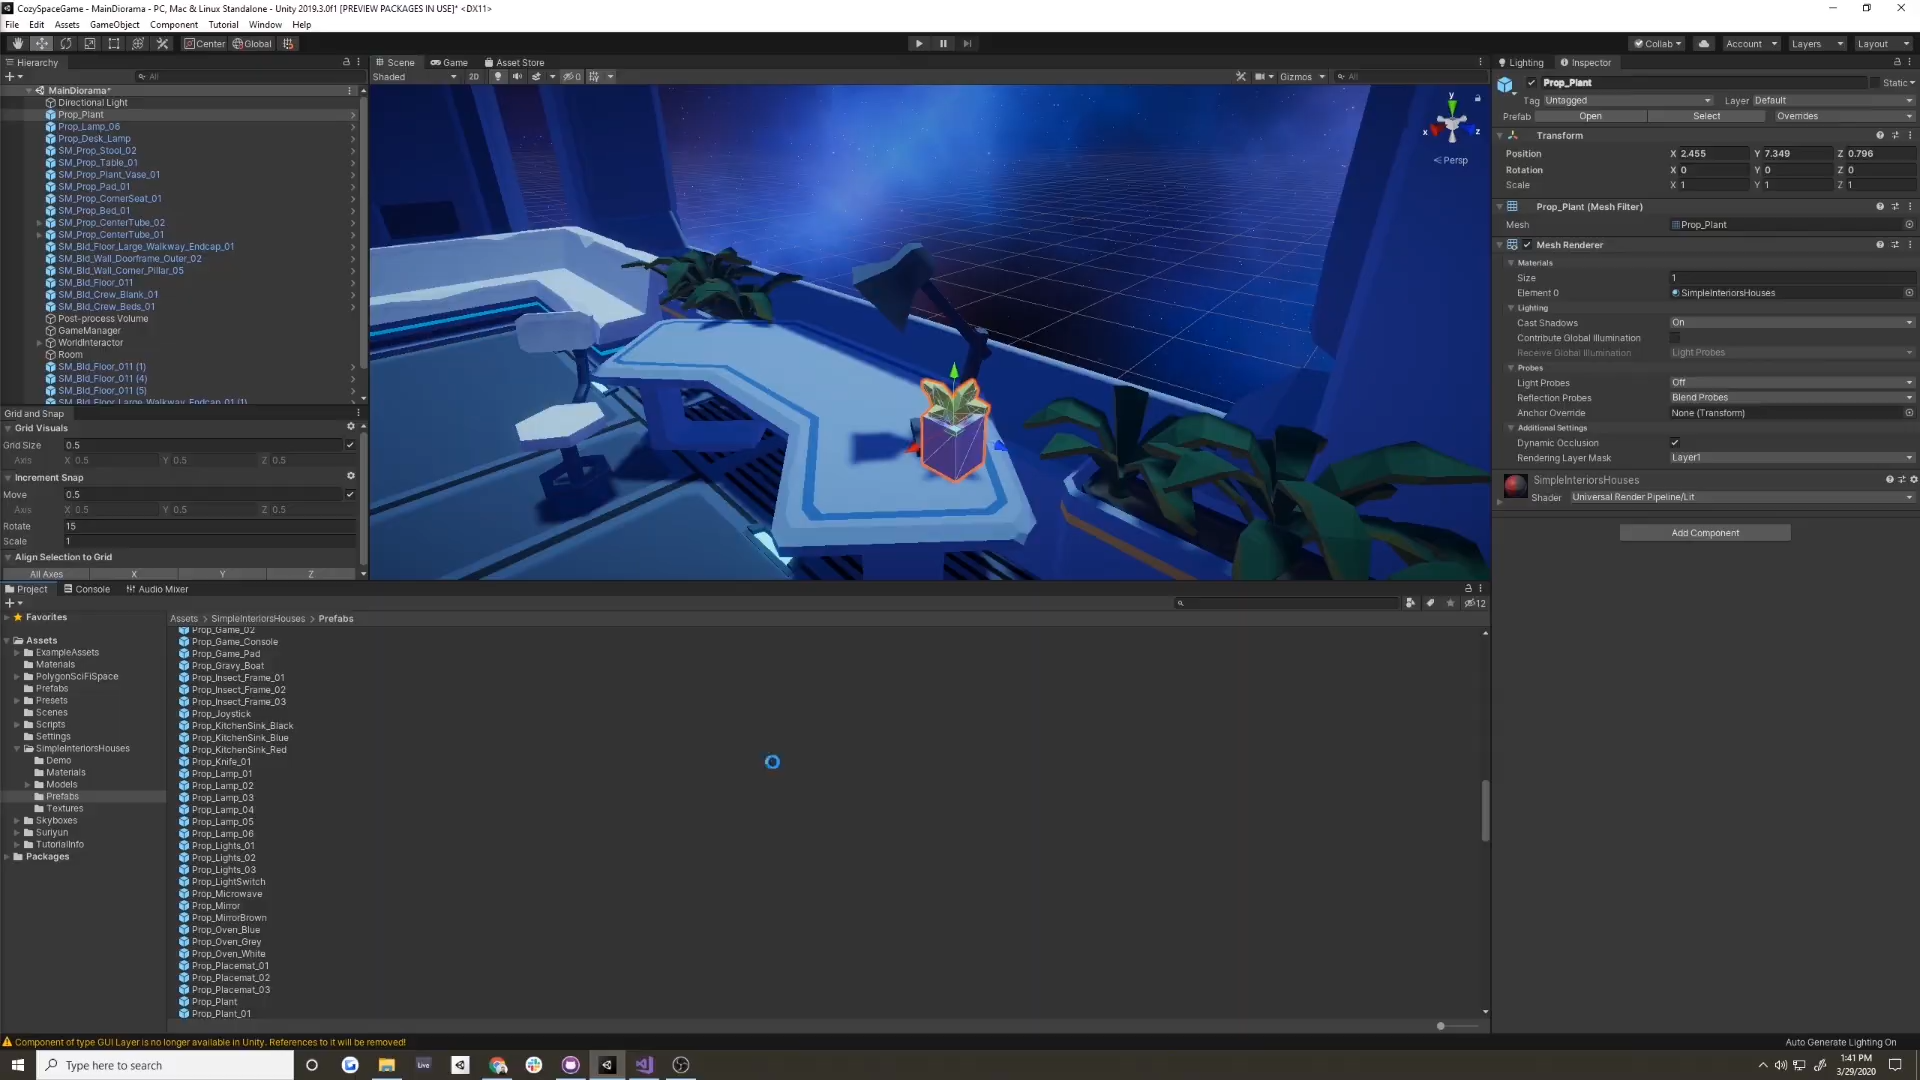 CozySpaceGame - MainDiorama - PC, Mac & Linux Standalone - Unity 2019.3.0f1 [PREVIEW PACKAGES IN USE]* <DX11>
File Edit Assets GameObject Component Tutorial Window Help
Center Global Collab Account Layers Layout
Hierarchy
All
MainDiorama*
Directional Light
Prop_Plant
Prop_Lamp_06
Prop_Desk_Lamp
SM_Prop_Stool_02
SM_Prop_Table_01
SM_Prop_Plant_Vase_01
SM_Prop_Pad_01
SM_Prop_CornerSeat_01
SM_Prop_Bed_01
SM_Prop_CenterTube_02
SM_Prop_CenterTube_01
SM_Bld_Floor_Large_Walkway_Endcap_01
SM_Bld_Wall_Doorframe_Outer_02
SM_Bld_Wall_Corner_Pillar_05
SM_Bld_Floor_011
SM_Bld_Crew_Blank_01
SM_Bld_Crew_Beds_01
Post-process Volume
GameManager
WorldInteractor
Room
SM_Bld_Floor_011 (1)
SM_Bld_Floor_011 (4)
SM_Bld_Floor_011 (5)
SM_Bld_Floor_Large_Walkway_Endcap_01 (1)
Grid and Snap
Grid Visuals
Grid Size 0.5
Axis X 0.5 Y 0.5 Z 0.5
Increment Snap
Move 0.5
Axis X 0.5 Y 0.5 Z 0.5
Rotate 15
Scale 1
Align Selection to Grid
All Axes X Y Z
Scene Game Asset Store
Shaded 2D 0 Gizmos All
y
x z
Persp
Lighting Inspector
Prop_Plant Static
Tag Untagged Layer Default
Prefab Open Select Overrides
Transform
Position X 2.455 Y 7.349 Z 0.796
Rotation X 0 Y 0 Z 0
Scale X 1 Y 1 Z 1
Prop_Plant (Mesh Filter)
Mesh Prop_Plant
Mesh Renderer
Materials
Size 1
Element 0 SimpleInteriorsHouses
Lighting
Cast Shadows On
Contribute Global Illumination
Receive Global Illumination Light Probes
Probes
Light Probes Off
Reflection Probes Blend Probes
Anchor Override None (Transform)
Additional Settings
Dynamic Occlusion
Rendering Layer Mask Layer1
SimpleInteriorsHouses
Shader Universal Render Pipeline/Lit
Add Component
Project Console Audio Mixer
12
Favorites
Assets
ExampleAssets
Materials
PolygonSciFiSpace
Prefabs
Presets
Scenes
Scripts
Settings
SimpleInteriorsHouses
Demo
Materials
Models
Prefabs
Textures
Skyboxes
Suriyun
TutorialInfo
Packages
Assets > SimpleInteriorsHouses > Prefabs
Prop_Game_02
Prop_Game_Console
Prop_Game_Pad
Prop_Gravy_Boat
Prop_Insect_Frame_01
Prop_Insect_Frame_02
Prop_Insect_Frame_03
Prop_Joystick
Prop_KitchenSink_Black
Prop_KitchenSink_Blue
Prop_KitchenSink_Red
Prop_Knife_01
Prop_Lamp_01
Prop_Lamp_02
Prop_Lamp_03
Prop_Lamp_04
Prop_Lamp_05
Prop_Lamp_06
Prop_Lights_01
Prop_Lights_02
Prop_Lights_03
Prop_LightSwitch
Prop_Microwave
Prop_Mirror
Prop_MirrorBrown
Prop_Oven_Blue
Prop_Oven_Grey
Prop_Oven_White
Prop_Placemat_01
Prop_Placemat_02
Prop_Placemat_03
Prop_Plant
Prop_Plant_01
Component of type GUI Layer is no longer available in Unity. References to it will be removed!
Auto Generate Lighting On
Type here to search
Live
1:41 PM
3/29/2020